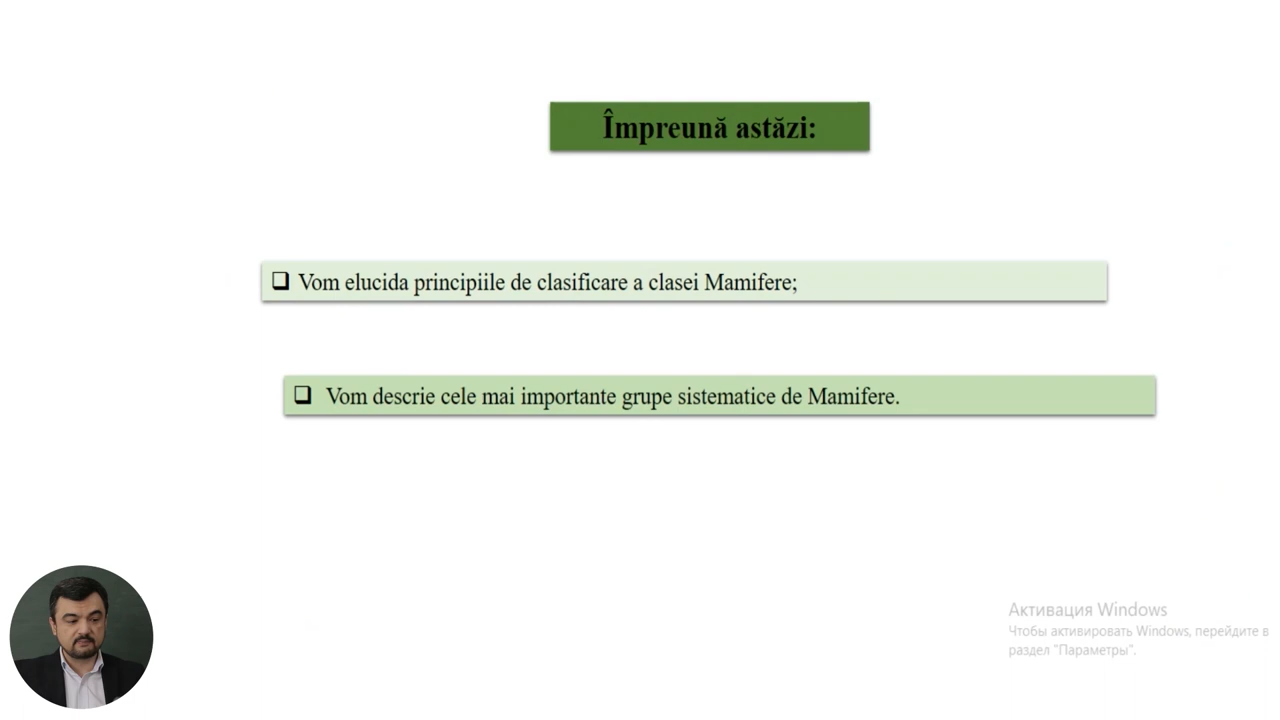 Împreună astăzi:
❑ Vom elucida principiile de clasificare a clasei Mamifere;
❑ Vom descrie cele mai importante grupe sistematice de Mamifere.
Активация Windows
Чтобы активировать Windows, перейдите в
раздел "Параметры".